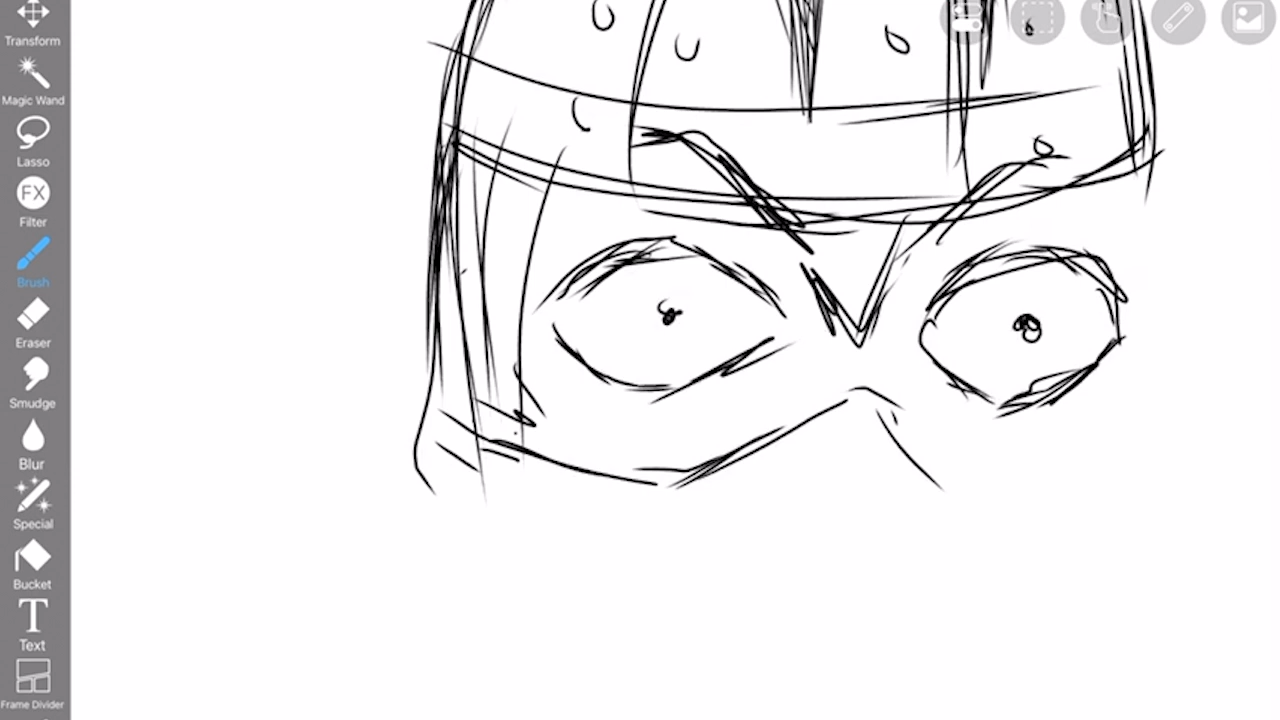 Transform
Magic Wand
Lasso
FX
Filter
Brush
Eraser
Smudge
Blur
Special
Bucket
T
Text
Frame Divider